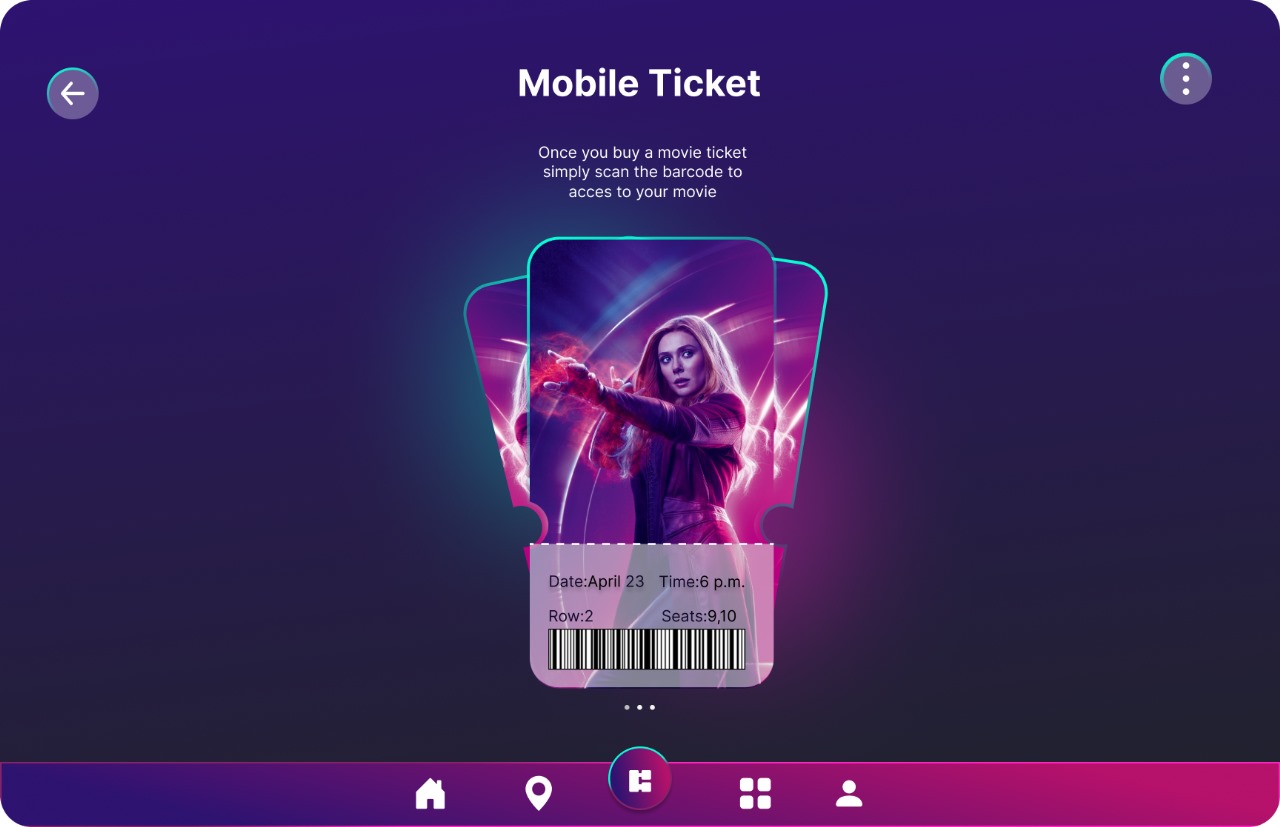 Mobile Ticket
Once you buy a movie ticket
simply scan the barcode to
acces to your movie
Date:April 23 Time:6 p.m.
Row:2 Seats:9,10